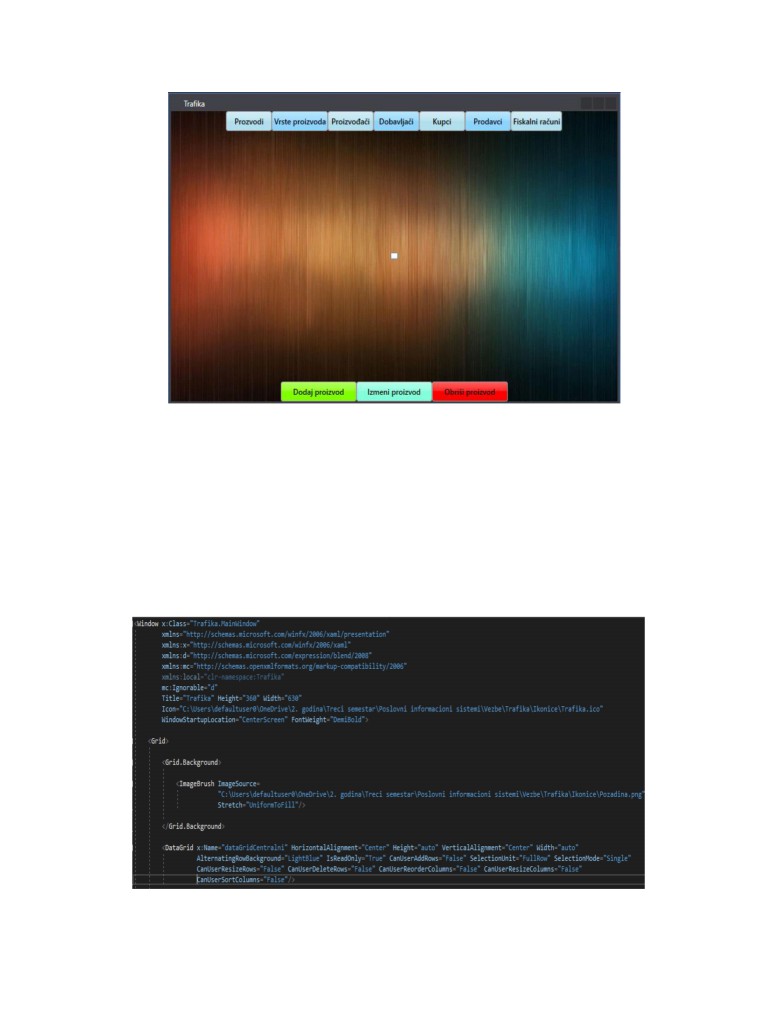 Trafika
Prozvodi Vrste proizvoda Proizvođači Dobavljači Kupci Prodavci Fiskalni računi
Dodaj proizvod Izmeni proizvod Obriši proizvod
<Window x:Class="Trafika.MainWindow"
xmlns="http://schemas.microsoft.com/winfx/2006/xaml/presentation"
xmlns:x="http://schemas.microsoft.com/winfx/2006/xaml"
xmlns:d="http://schemas.microsoft.com/expression/blend/2008"
xmlns:mc="http://schemas.openxmlformats.org/markup-compatibility/2006"
xmlns:local="clr-namespace:Trafika"
mc:Ignorable="d"
Title="Trafika" Height="360" Width="630"
Icon="C:\Users\defaultuser0\OneDrive\2. godina\Treci semestar\Poslovni informacioni sistemi\Vezbe\Trafika\Ikonice\Trafika.ico"
WindowStartupLocation="CenterScreen" FontWeight="DemiBold">
<Grid>
<Grid.Background>
<ImageBrush ImageSource=
"C:\Users\defaultuser0\OneDrive\2. godina\Treci semestar\Poslovni informacioni sistemi\Vezbe\Trafika\Ikonice\Pozadina.png"
Stretch="UniformToFill"/>
</Grid.Background>
<DataGrid x:Name="dataGridCentralni" HorizontalAlignment="Center" Height="auto" VerticalAlignment="Center" Width="auto"
AlternatingRowBackground="LightBlue" IsReadOnly="True" CanUserAddRows="False" SelectionUnit="FullRow" SelectionMode="Single"
CanUserResizeRows="False" CanUserDeleteRows="False" CanUserReorderColumns="False" CanUserResizeColumns="False"
CanUserSortColumns="False"/>